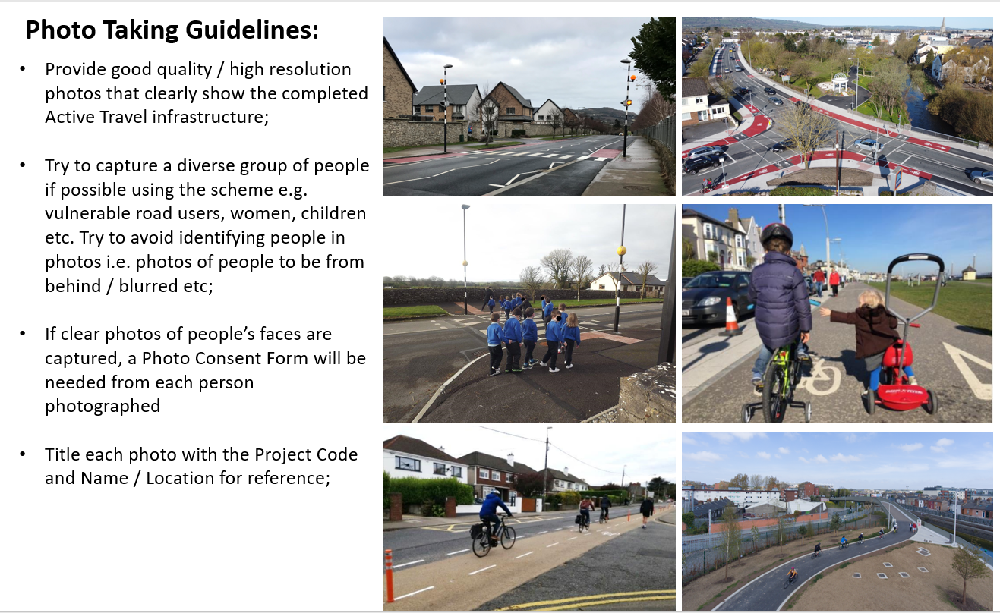 Photo Taking Guidelines:
• Provide good quality / high resolution
photos that clearly show the completed
Active Travel infrastructure;
• Try to capture a diverse group of people
if possible using the scheme e.g.
vulnerable road users, women, children
etc. Try to avoid identifying people in
photos i.e. photos of people to be from
behind / blurred etc;
• If clear photos of people’s faces are
captured, a Photo Consent Form will be
needed from each person
photographed
• Title each photo with the Project Code
and Name / Location for reference;